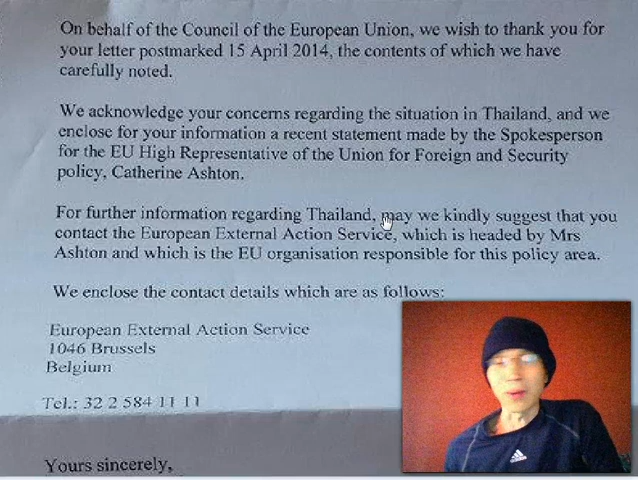 On behalf of the Council of the European Union, we wish to thank you for
your letter postmarked 15 April 2014, the contents of which we have
carefully noted.
We acknowledge your concerns regarding the situation in Thailand, and we
enclose for your information a recent statement made by the Spokesperson
for the EU High Representative of the Union for Foreign and Security
policy, Catherine Ashton.
For further information regarding Thailand, may we kindly suggest that you
contact the European External Action Service, which is headed by Mrs
Ashton and which is the EU organisation responsible for this policy area.
We enclose the contact details which are as follows:
European External Action Service
1046 Brussels
Belgium
Tel.: 32 2 584 11 11
Yours sincerely,
adidas